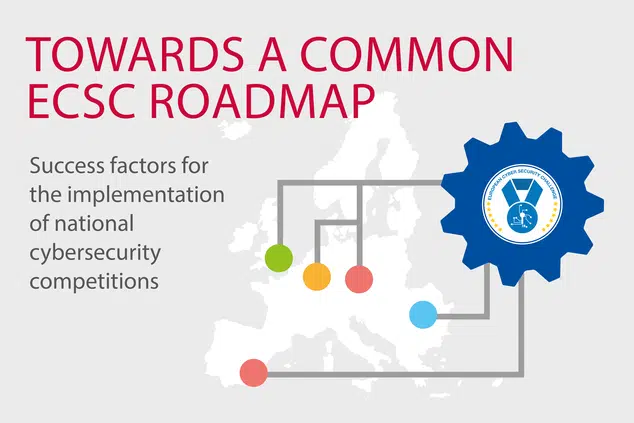 TOWARDS A COMMON
ECSC ROADMAP
Success factors for
the implementation
of national
cybersecurity
competitions
EUROPEAN CYBER SECURITY CHALLENGE